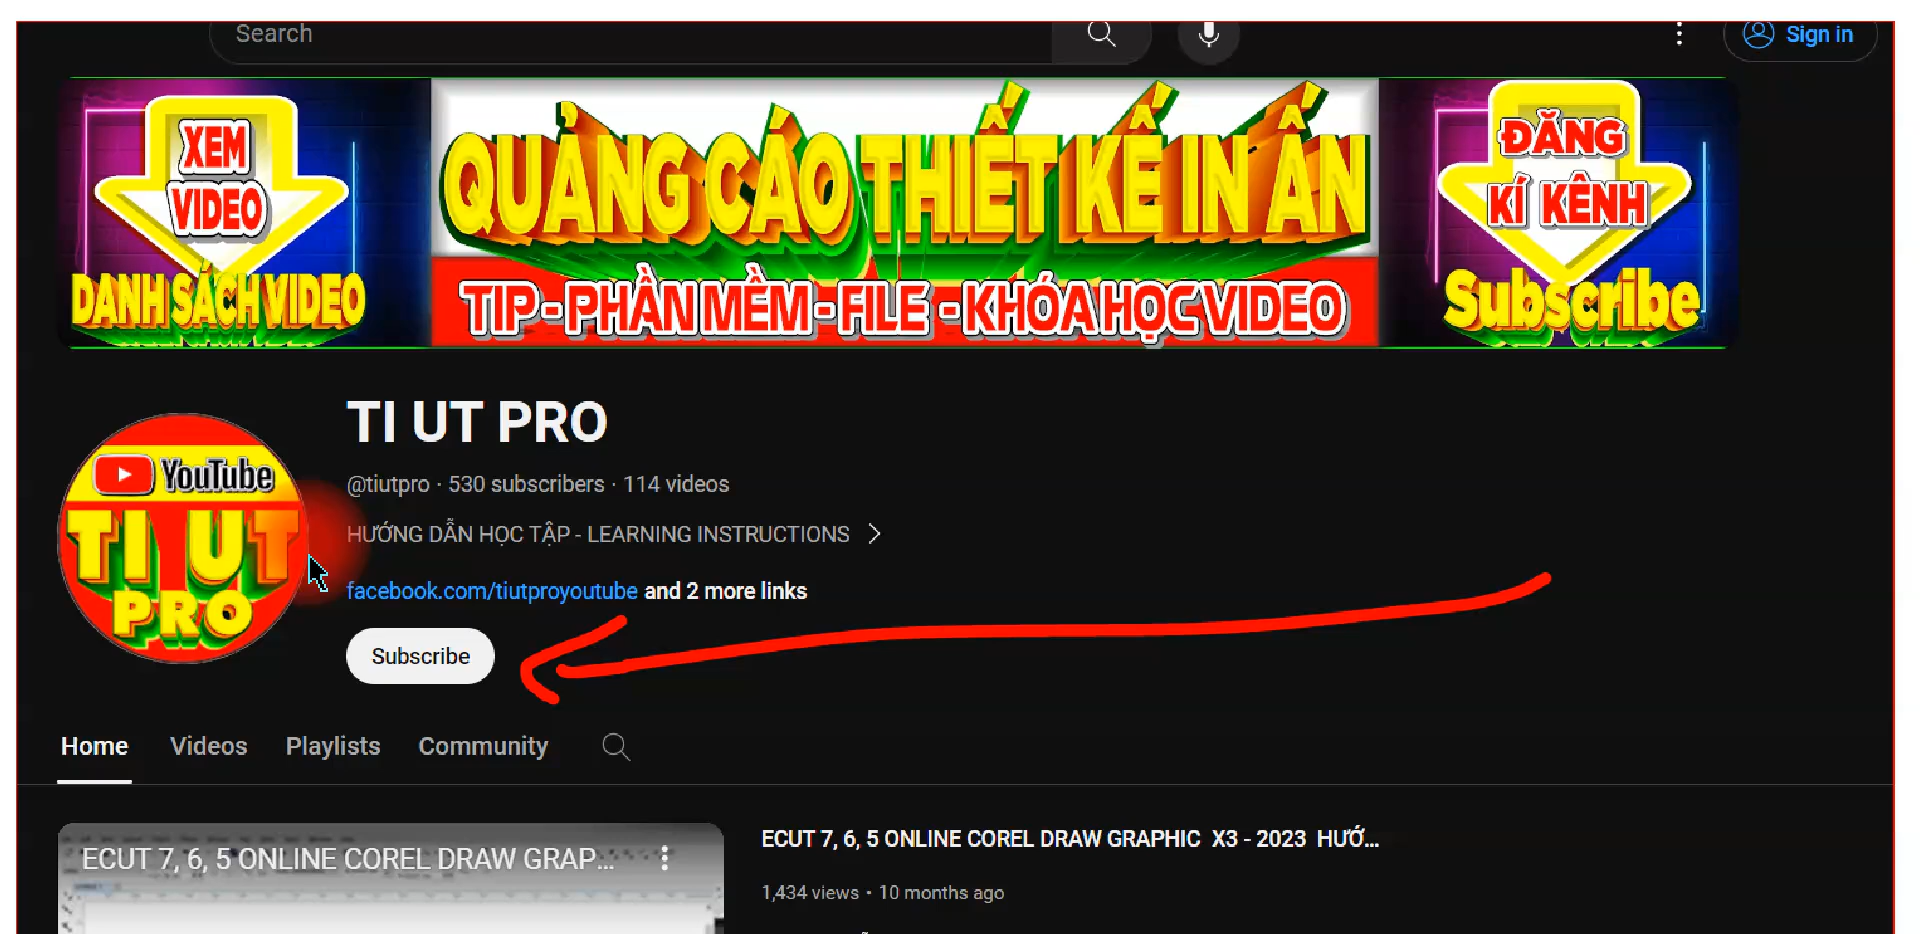 Search
Sign in
XEM
VIDEO
DANH SÁCH VIDEO
QUẢNG CÁO THIẾT KẾ IN ẤN
TIP - PHẦN MỀM - FILE - KHÓA HỌC VIDEO
ĐĂNG
KÍ KÊNH
Subscribe
YouTube
TI UT
PRO
TI UT PRO
@tiutpro · 530 subscribers · 114 videos
HƯỚNG DẪN HỌC TẬP - LEARNING INSTRUCTIONS
facebook.com/tiutproyoutube and 2 more links
Subscribe
Home Videos Playlists Community
ECUT 7, 6, 5 ONLINE COREL DRAW GRAP...
ECUT 7, 6, 5 ONLINE COREL DRAW GRAPHIC X3 - 2023 HƯỚ...
1,434 views · 10 months ago